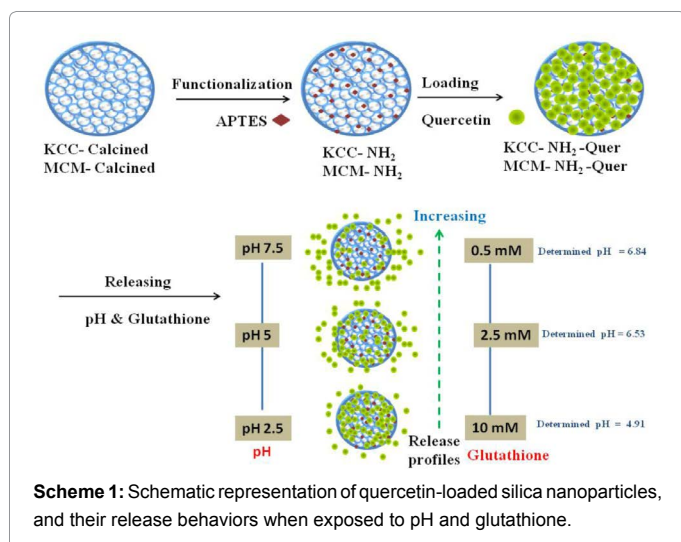 Functionalization
APTES
Loading
Quercetin
KCC- Calcined
MCM- Calcined
KCC- NH₂
MCM- NH₂
KCC- NH₂ -Quer
MCM- NH₂ -Quer
Releasing
pH & Glutathione
pH 7.5
pH 5
pH 2.5
pH
Increasing
Release
profiles
0.5 mM
Determined pH = 6.84
2.5 mM
Determined pH = 6.53
10 mM
Determined pH = 4.91
Glutathione
Scheme 1: Schematic representation of quercetin-loaded silica nanoparticles,
and their release behaviors when exposed to pH and glutathione.